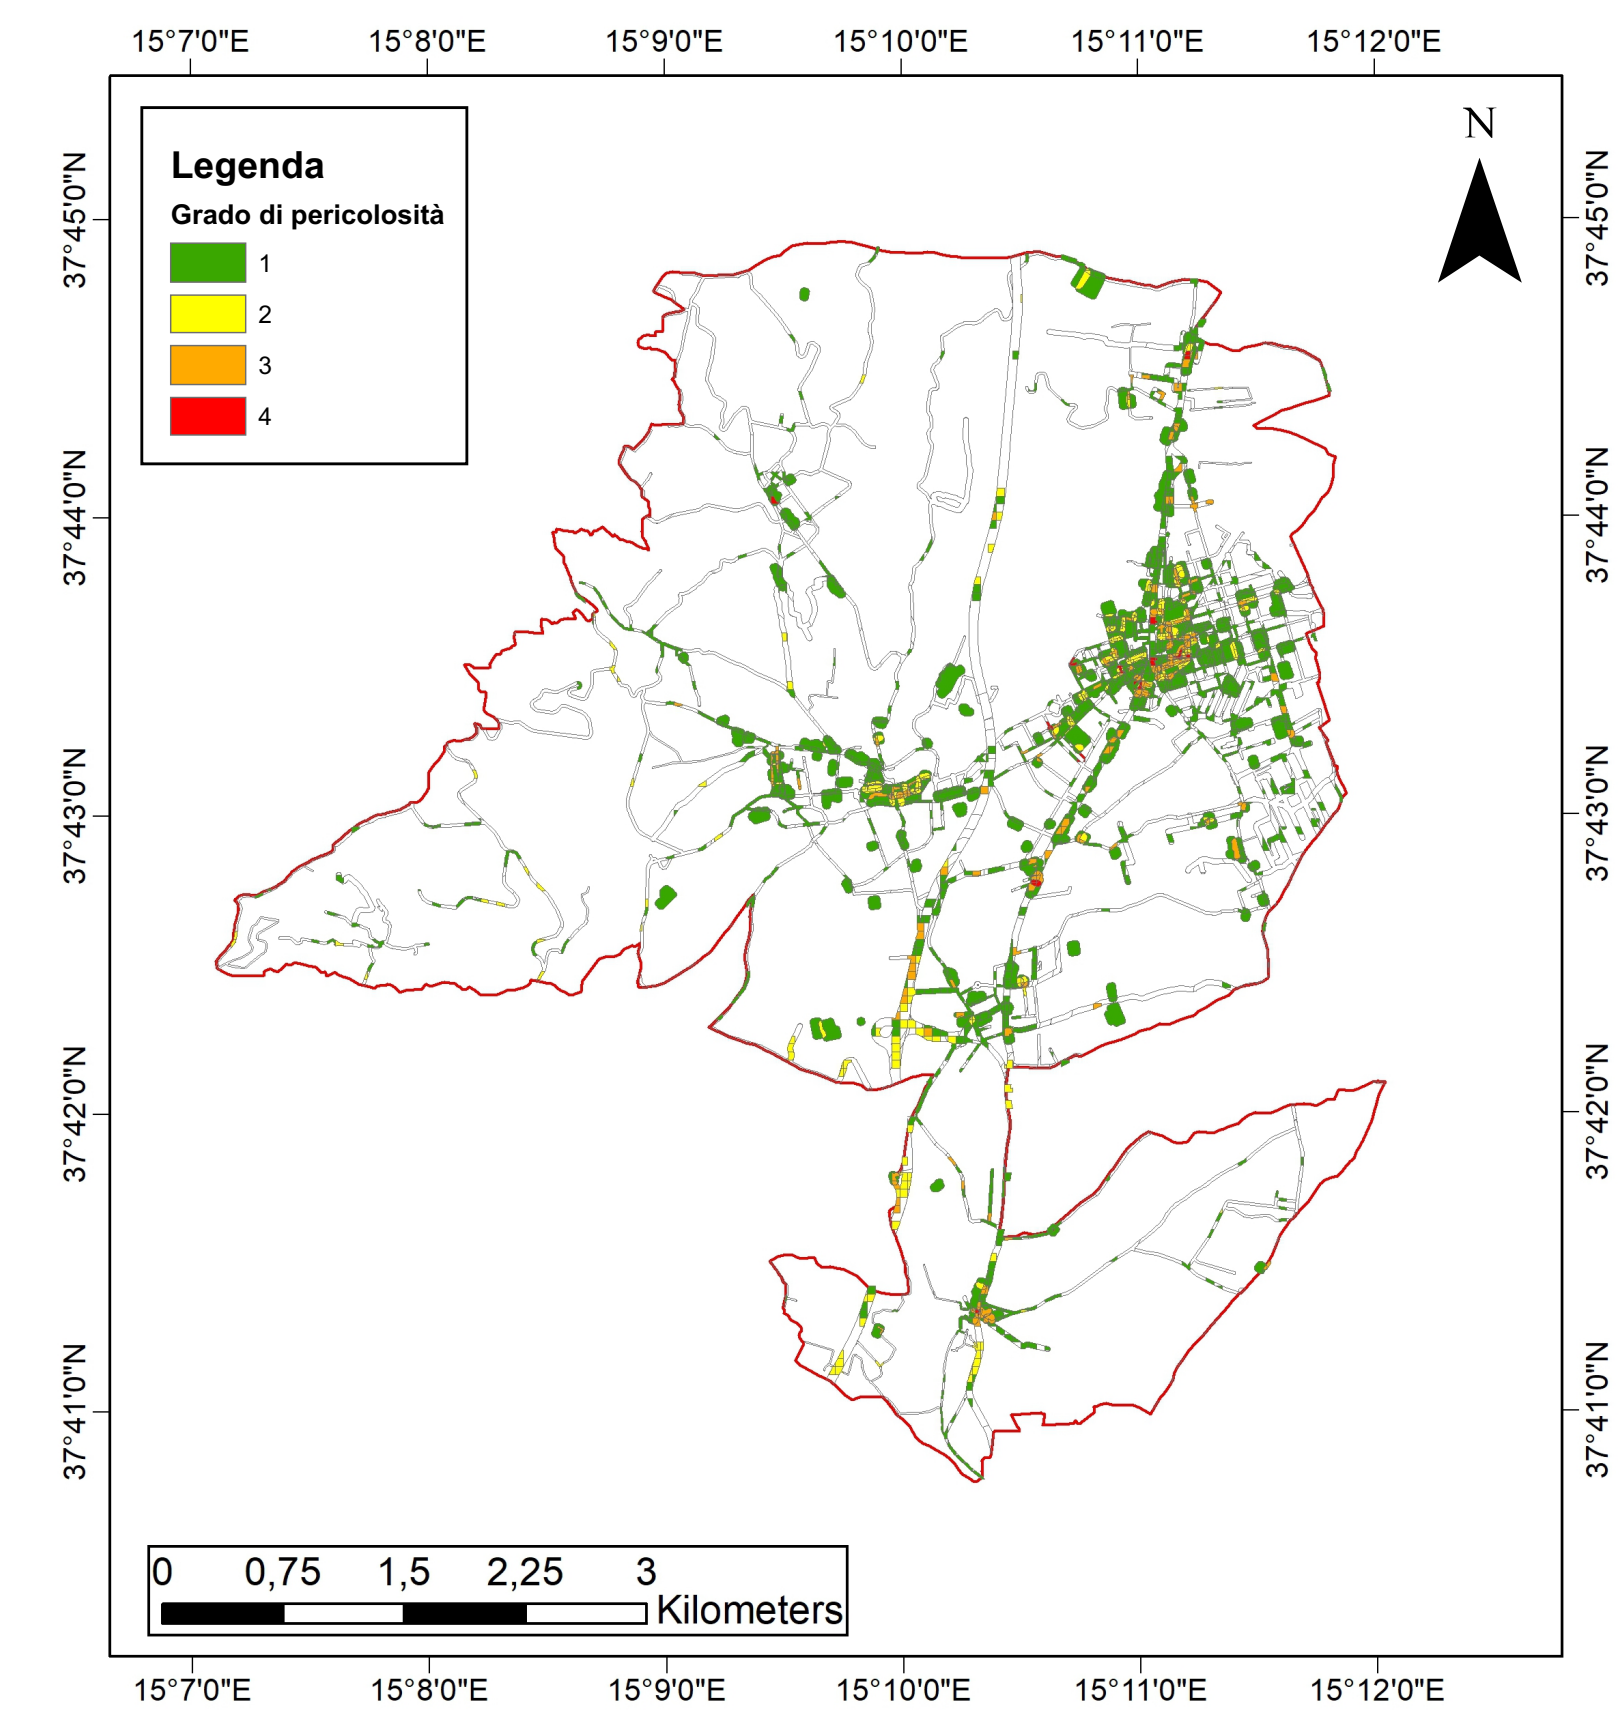 15°7'0"E 15°8'0"E 15°9'0"E 15°10'0"E 15°11'0"E 15°12'0"E
N
Legenda
Grado di pericolosità
1
2
3
4
37°45'0"N 37°45'0"N
37°44'0"N 37°44'0"N
37°43'0"N 37°43'0"N
37°42'0"N 37°42'0"N
37°41'0"N 37°41'0"N
0 0,75 1,5 2,25 3
Kilometers
15°7'0"E 15°8'0"E 15°9'0"E 15°10'0"E 15°11'0"E 15°12'0"E